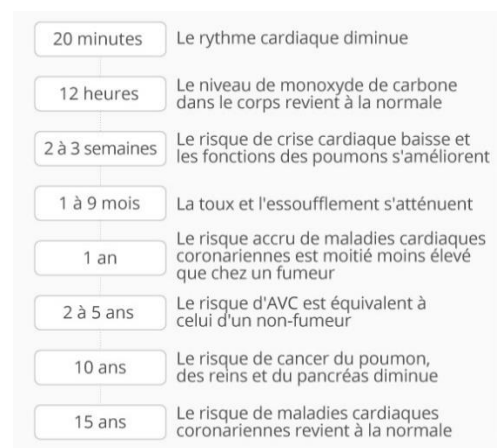 20 minutes
Le rythme cardiaque diminue
12 heures
Le niveau de monoxyde de carbone
dans le corps revient à la normale
2 à 3 semaines
Le risque de crise cardiaque baisse et
les fonctions des poumons s'améliorent
1 à 9 mois
La toux et l'essoufflement s'atténuent
1 an
Le risque accru de maladies cardiaques
coronariennes est moitié moins élevé
que chez un fumeur
2 à 5 ans
Le risque d'AVC est équivalent à
celui d'un non-fumeur
10 ans
Le risque de cancer du poumon,
des reins et du pancréas diminue
15 ans
Le risque de maladies cardiaques
coronariennes revient à la normale